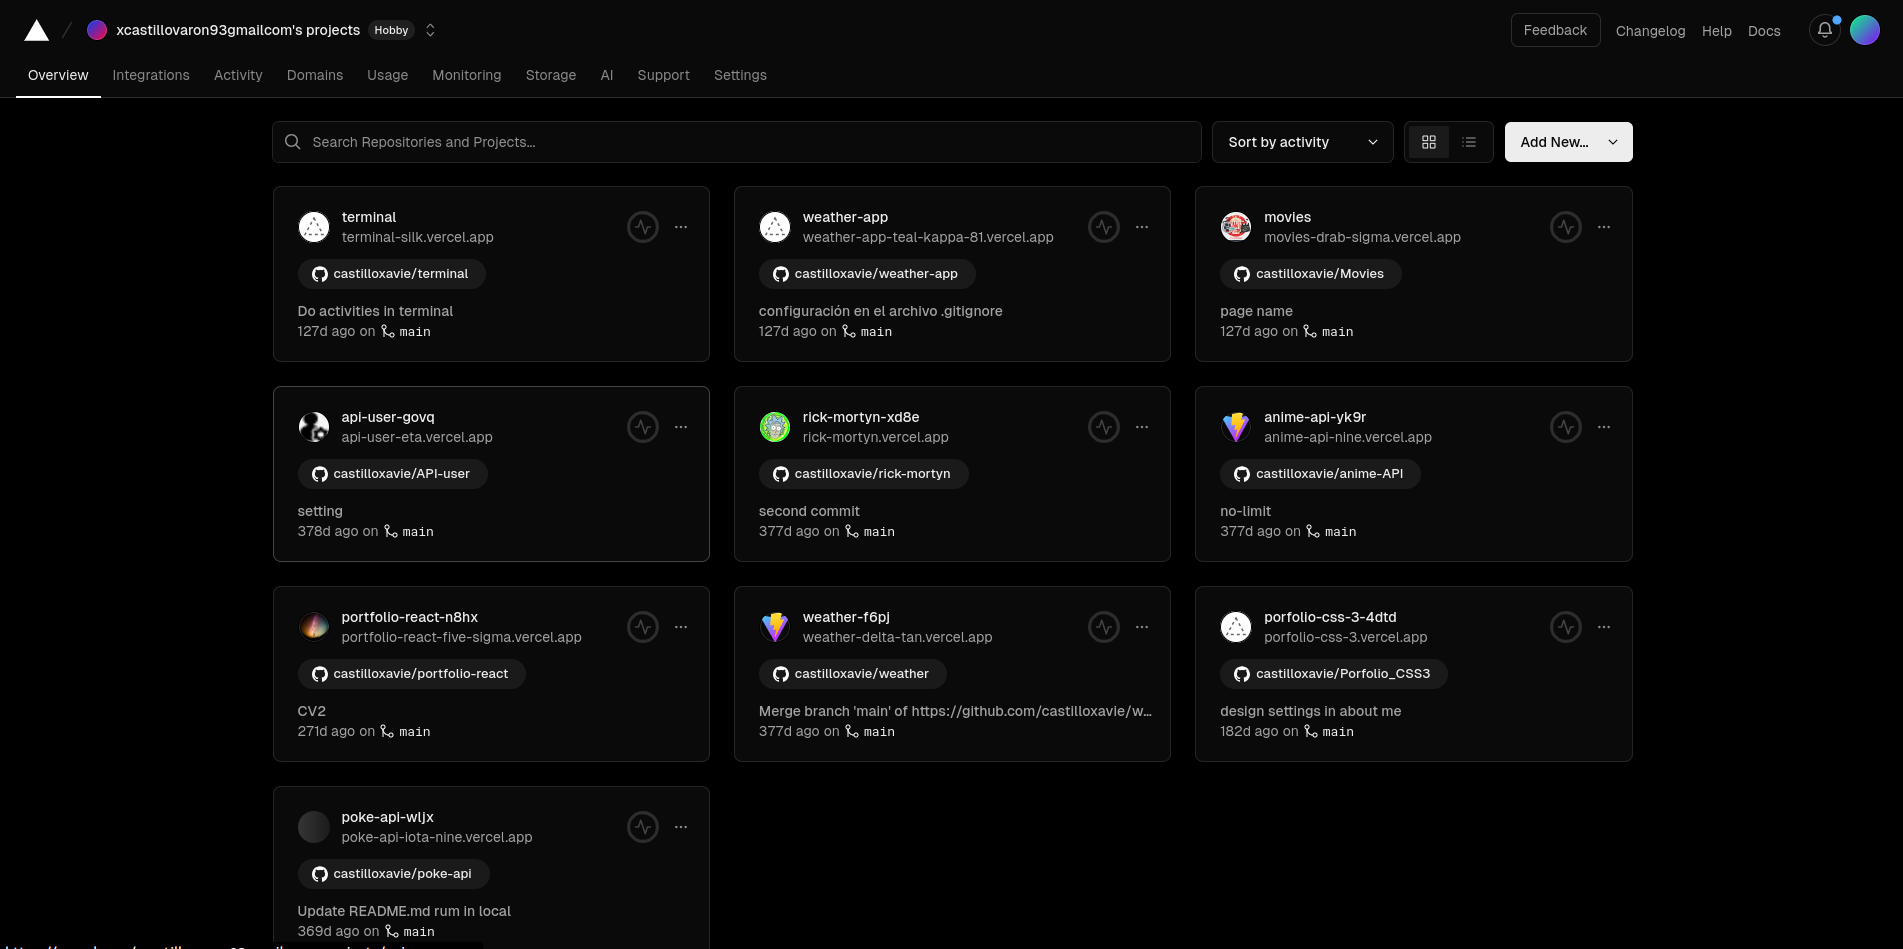 xcastillovaron93gmailcom's projects Hobby
Feedback Changelog Help Docs
Overview Integrations Activity Domains Usage Monitoring Storage AI Support Settings
Search Repositories and Projects...
Sort by activity
Add New...
terminal
terminal-silk.vercel.app
castilloxavie/terminal
Do activities in terminal
127d ago on main
weather-app
weather-app-teal-kappa-81.vercel.app
castilloxavie/weather-app
configuración en el archivo .gitignore
127d ago on main
movies
movies-drab-sigma.vercel.app
castilloxavie/Movies
page name
127d ago on main
api-user-govq
api-user-eta.vercel.app
castilloxavie/API-user
setting
378d ago on main
rick-mortyn-xd8e
rick-mortyn.vercel.app
castilloxavie/rick-mortyn
second commit
377d ago on main
anime-api-yk9r
anime-api-nine.vercel.app
castilloxavie/anime-API
no-limit
377d ago on main
portfolio-react-n8hx
portfolio-react-five-sigma.vercel.app
castilloxavie/portfolio-react
CV2
271d ago on main
weather-f6pj
weather-delta-tan.vercel.app
castilloxavie/weather
Merge branch 'main' of https://github.com/castilloxavie/w...
377d ago on main
porfolio-css-3-4dtd
porfolio-css-3.vercel.app
castilloxavie/Porfolio_CSS3
design settings in about me
182d ago on main
poke-api-wljx
poke-api-iota-nine.vercel.app
castilloxavie/poke-api
Update README.md rum in local
369d ago on main